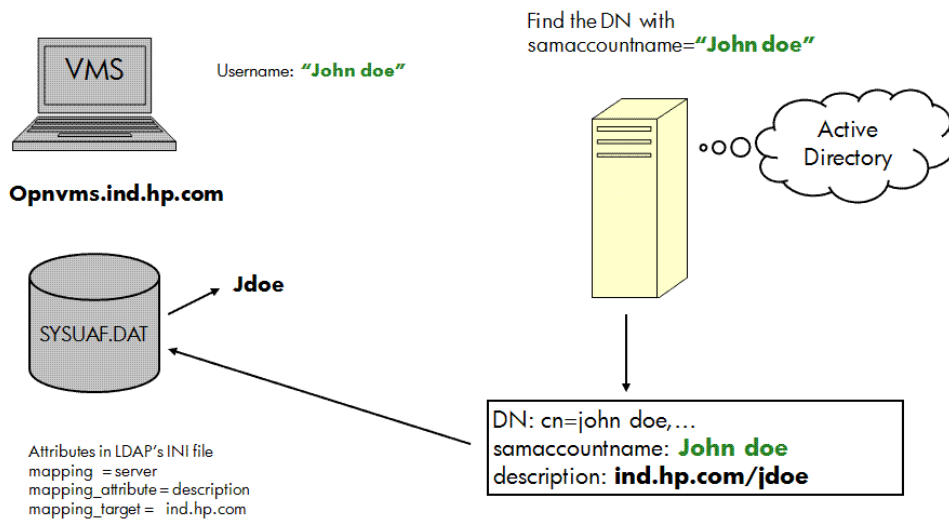 VMS
Username: “John doe”
Opnvms.ind.hp.com
Find the DN with
samaccountname=“John doe”
Active
Directory
SYSUAF.DAT
Jdoe
DN: cn=john doe,...
samaccountname: John doe
description: ind.hp.com/jdoe
Attributes in LDAP's INI file
mapping = server
mapping_attribute = description
mapping_target = ind.hp.com